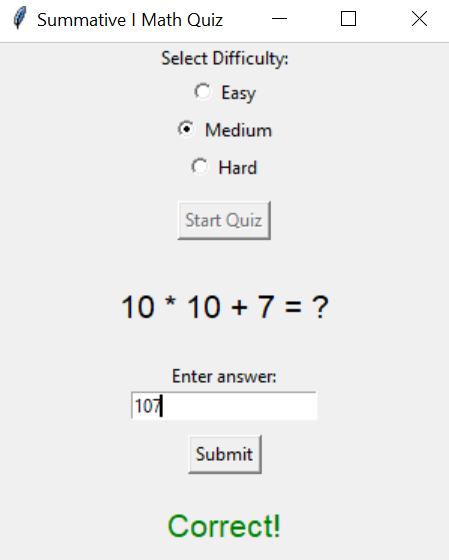 Summative I Math Quiz
Select Difficulty:
Easy
Medium
Hard
Start Quiz
10 * 10 + 7 = ?
Enter answer:
107
Submit
Correct!